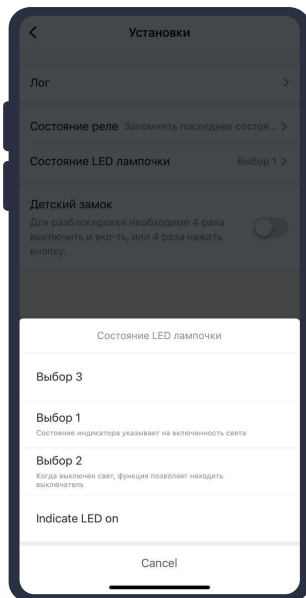 Установки
Лог
Состояние реле Запомнить последнее состоя...
Состояние LED лампочки Выбор 1
Детский замок
Для разблокировки необходимо 4 раза
выключить и вкл-ть, или 4 раза нажать
кнопку.
Состояние LED лампочки
Выбор 3
Выбор 1
Состояние индикатора указывает на включенность света
Выбор 2
Когда выключен свет, функция позволяет находить
выключатель
Indicate LED on
Cancel